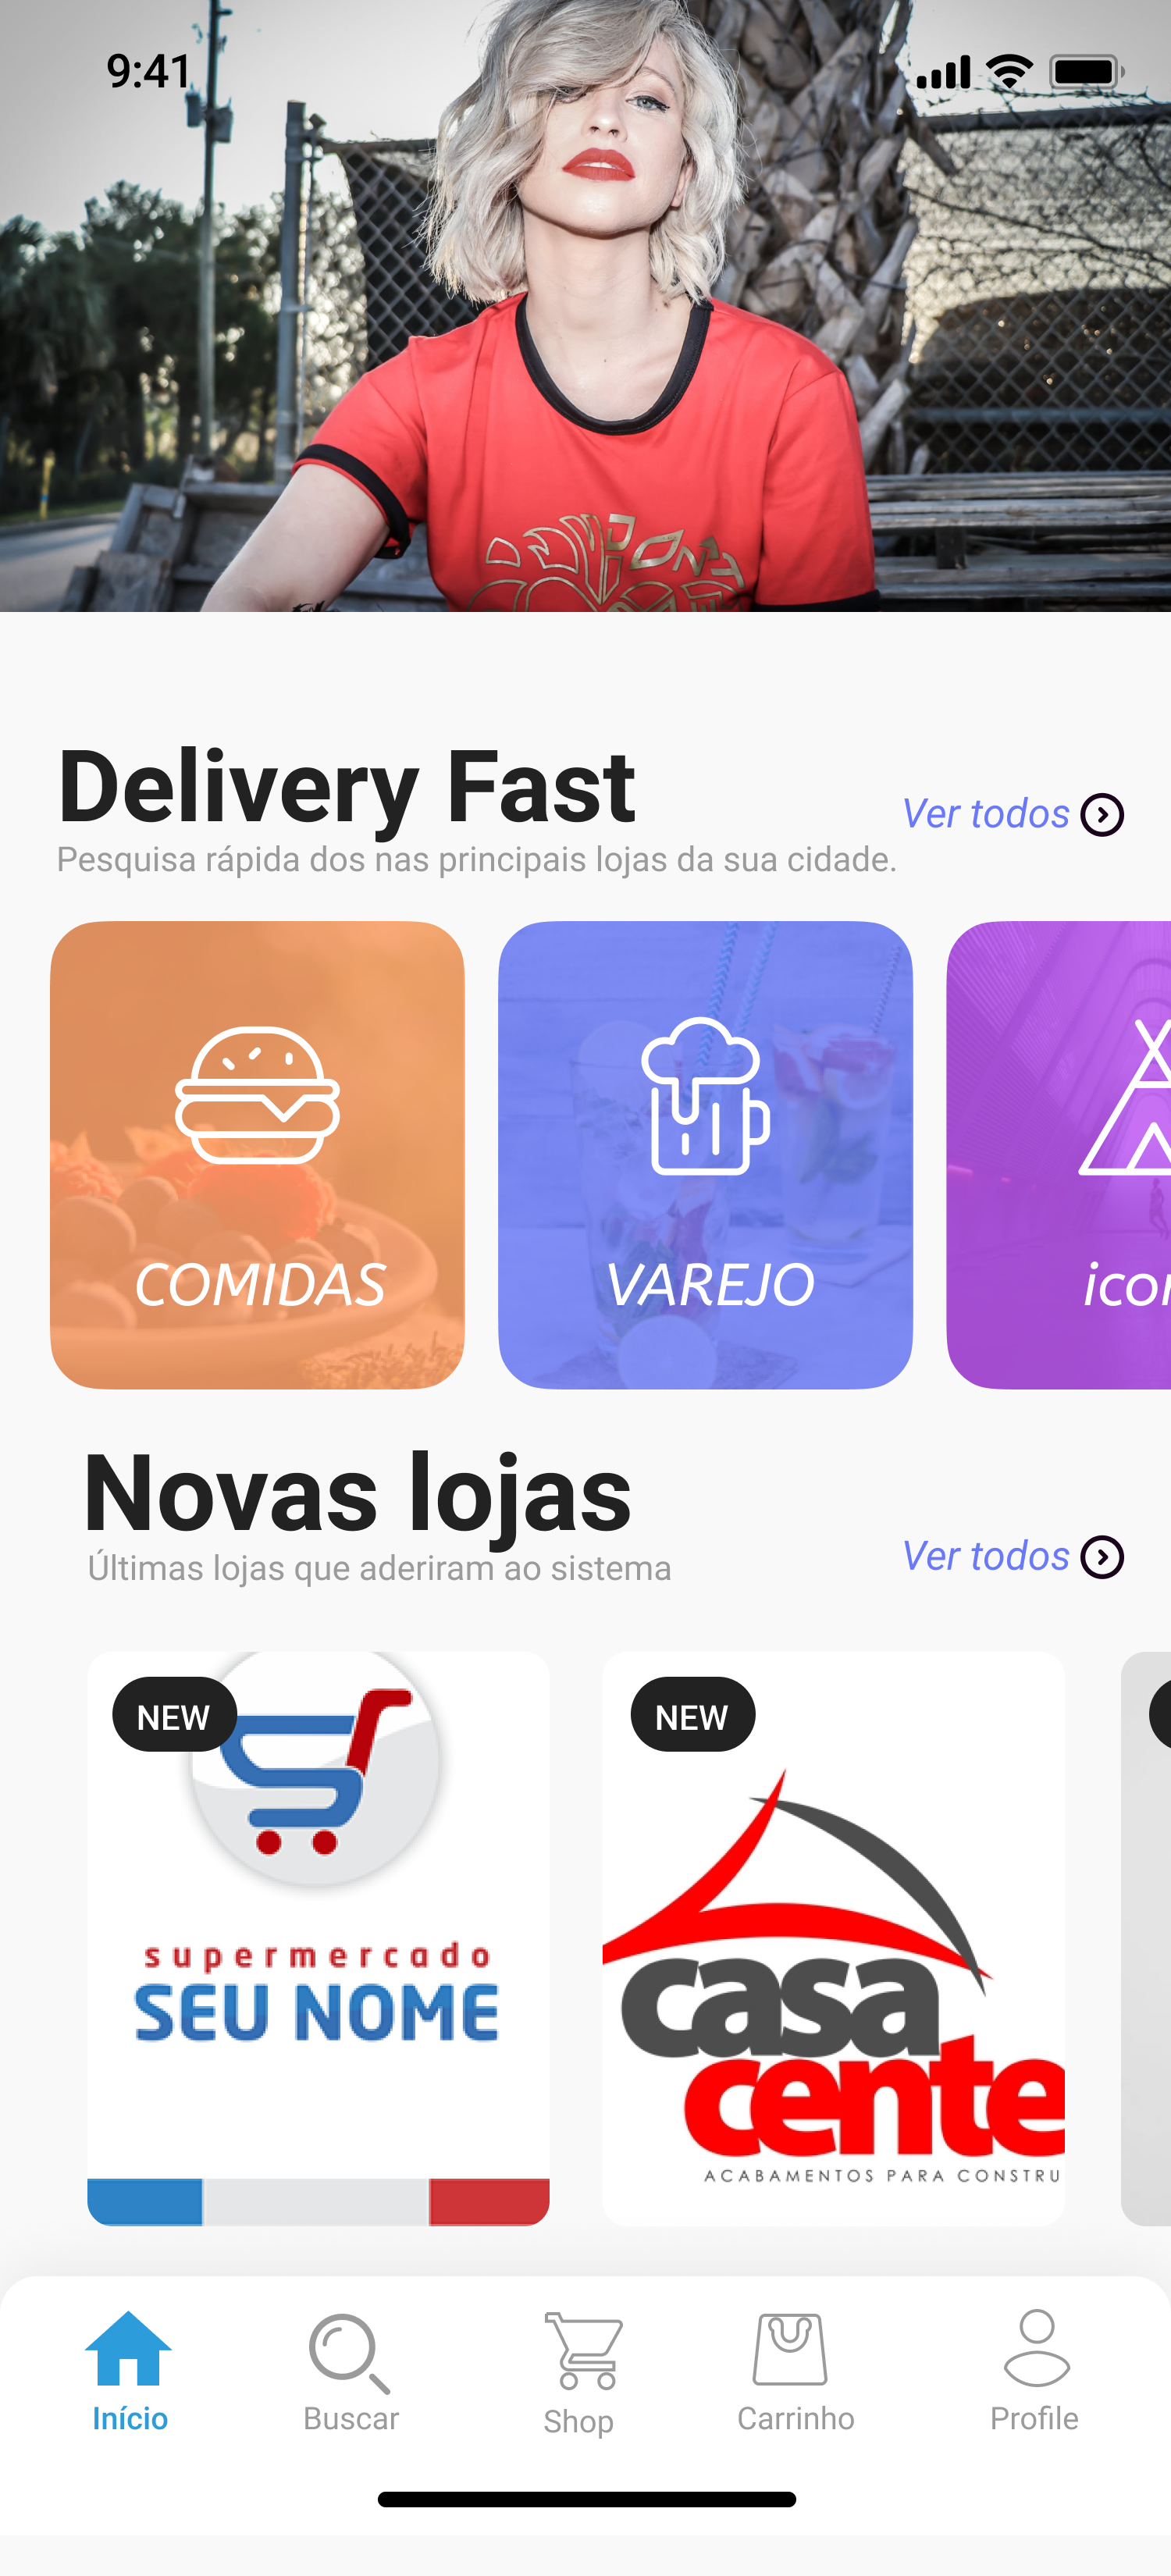 9:41
Delivery Fast
Ver todos
Pesquisa rápida dos nas principais lojas da sua cidade.
COMIDAS
VAREJO
Novas lojas
Últimas lojas que aderiram ao sistema
Ver todos
NEW
supermercado
SEU NOME
NEW
casa
cente
ACABAMENTOS PARA CONSTRU
Início
Buscar
Shop
Carrinho
Profile